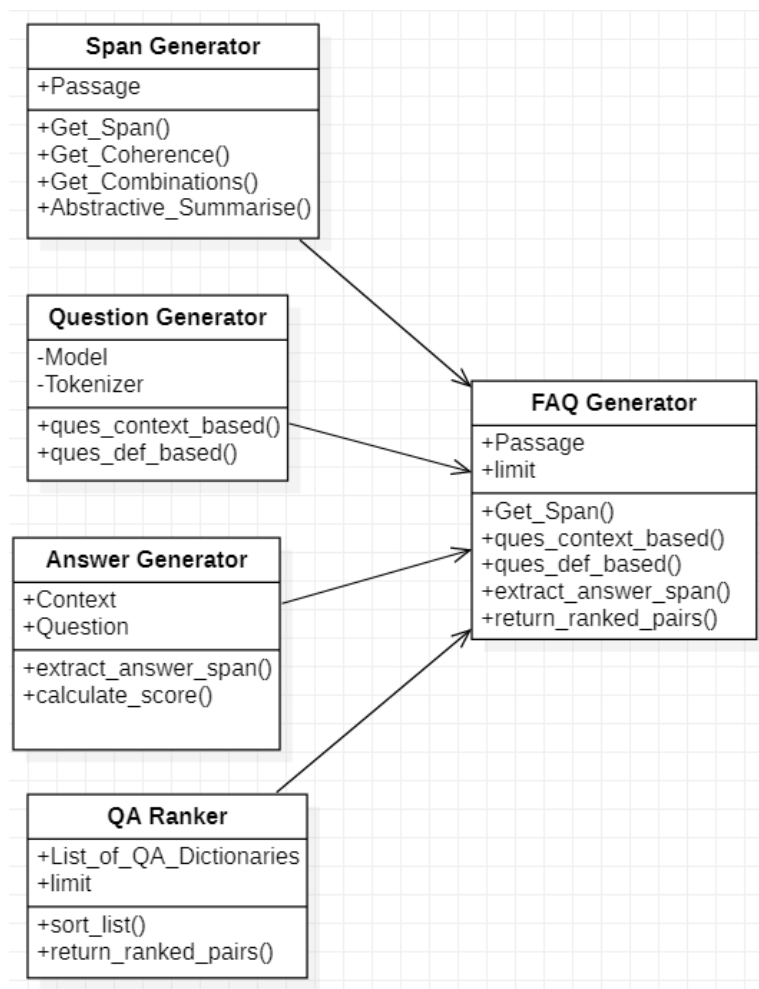 Span Generator
+Passage
+Get_Span()
+Get_Coherence()
+Get_Combinations()
+Abstractive_Summarise()
Question Generator
-Model
-Tokenizer
+ques_context_based()
+ques_def_based()
Answer Generator
+Context
+Question
+extract_answer_span()
+calculate_score()
QA Ranker
+List_of_QA_Dictionaries
+limit
+sort_list()
+return_ranked_pairs()
FAQ Generator
+Passage
+limit
+Get_Span()
+ques_context_based()
+ques_def_based()
+extract_answer_span()
+return_ranked_pairs()